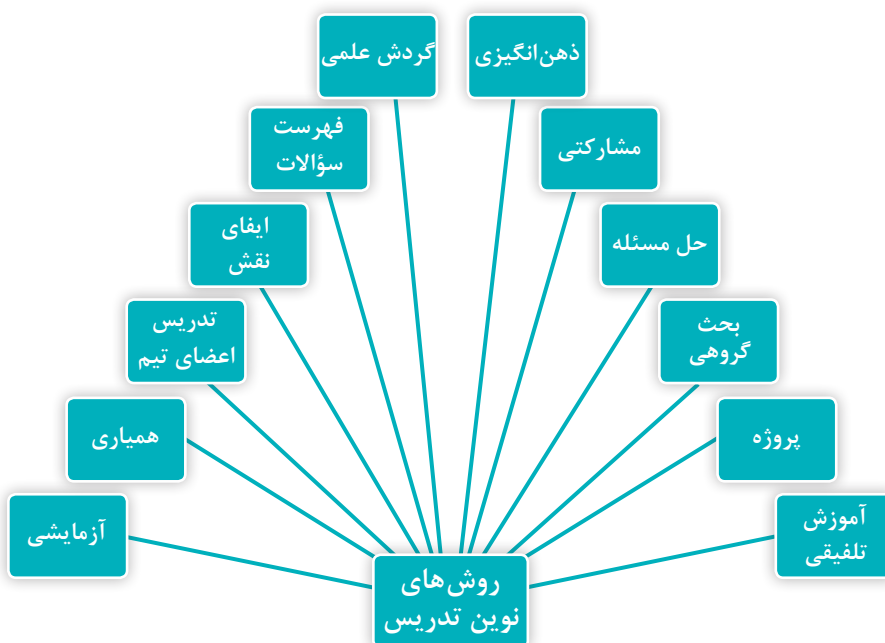 ذهن‌انگیزی
گردش علمی
مشارکتی
فهرست
سؤالات
حل مسئله
ایفای
نقش
بحث
گروهی
تدریس
اعضای تیم
پروژه
همیاری
آموزش
تلفیقی
آزمایشی
روش‌های
نوین تدریس